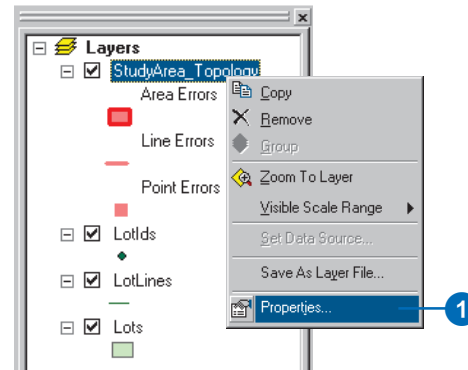 Layers
StudyArea_Topology
Area Errors
Line Errors
Point Errors
LotIds
LotLines
Lots
Copy
Remove
Group
Zoom To Layer
Visible Scale Range
Set Data Source...
Save As Layer File...
Properties...
1